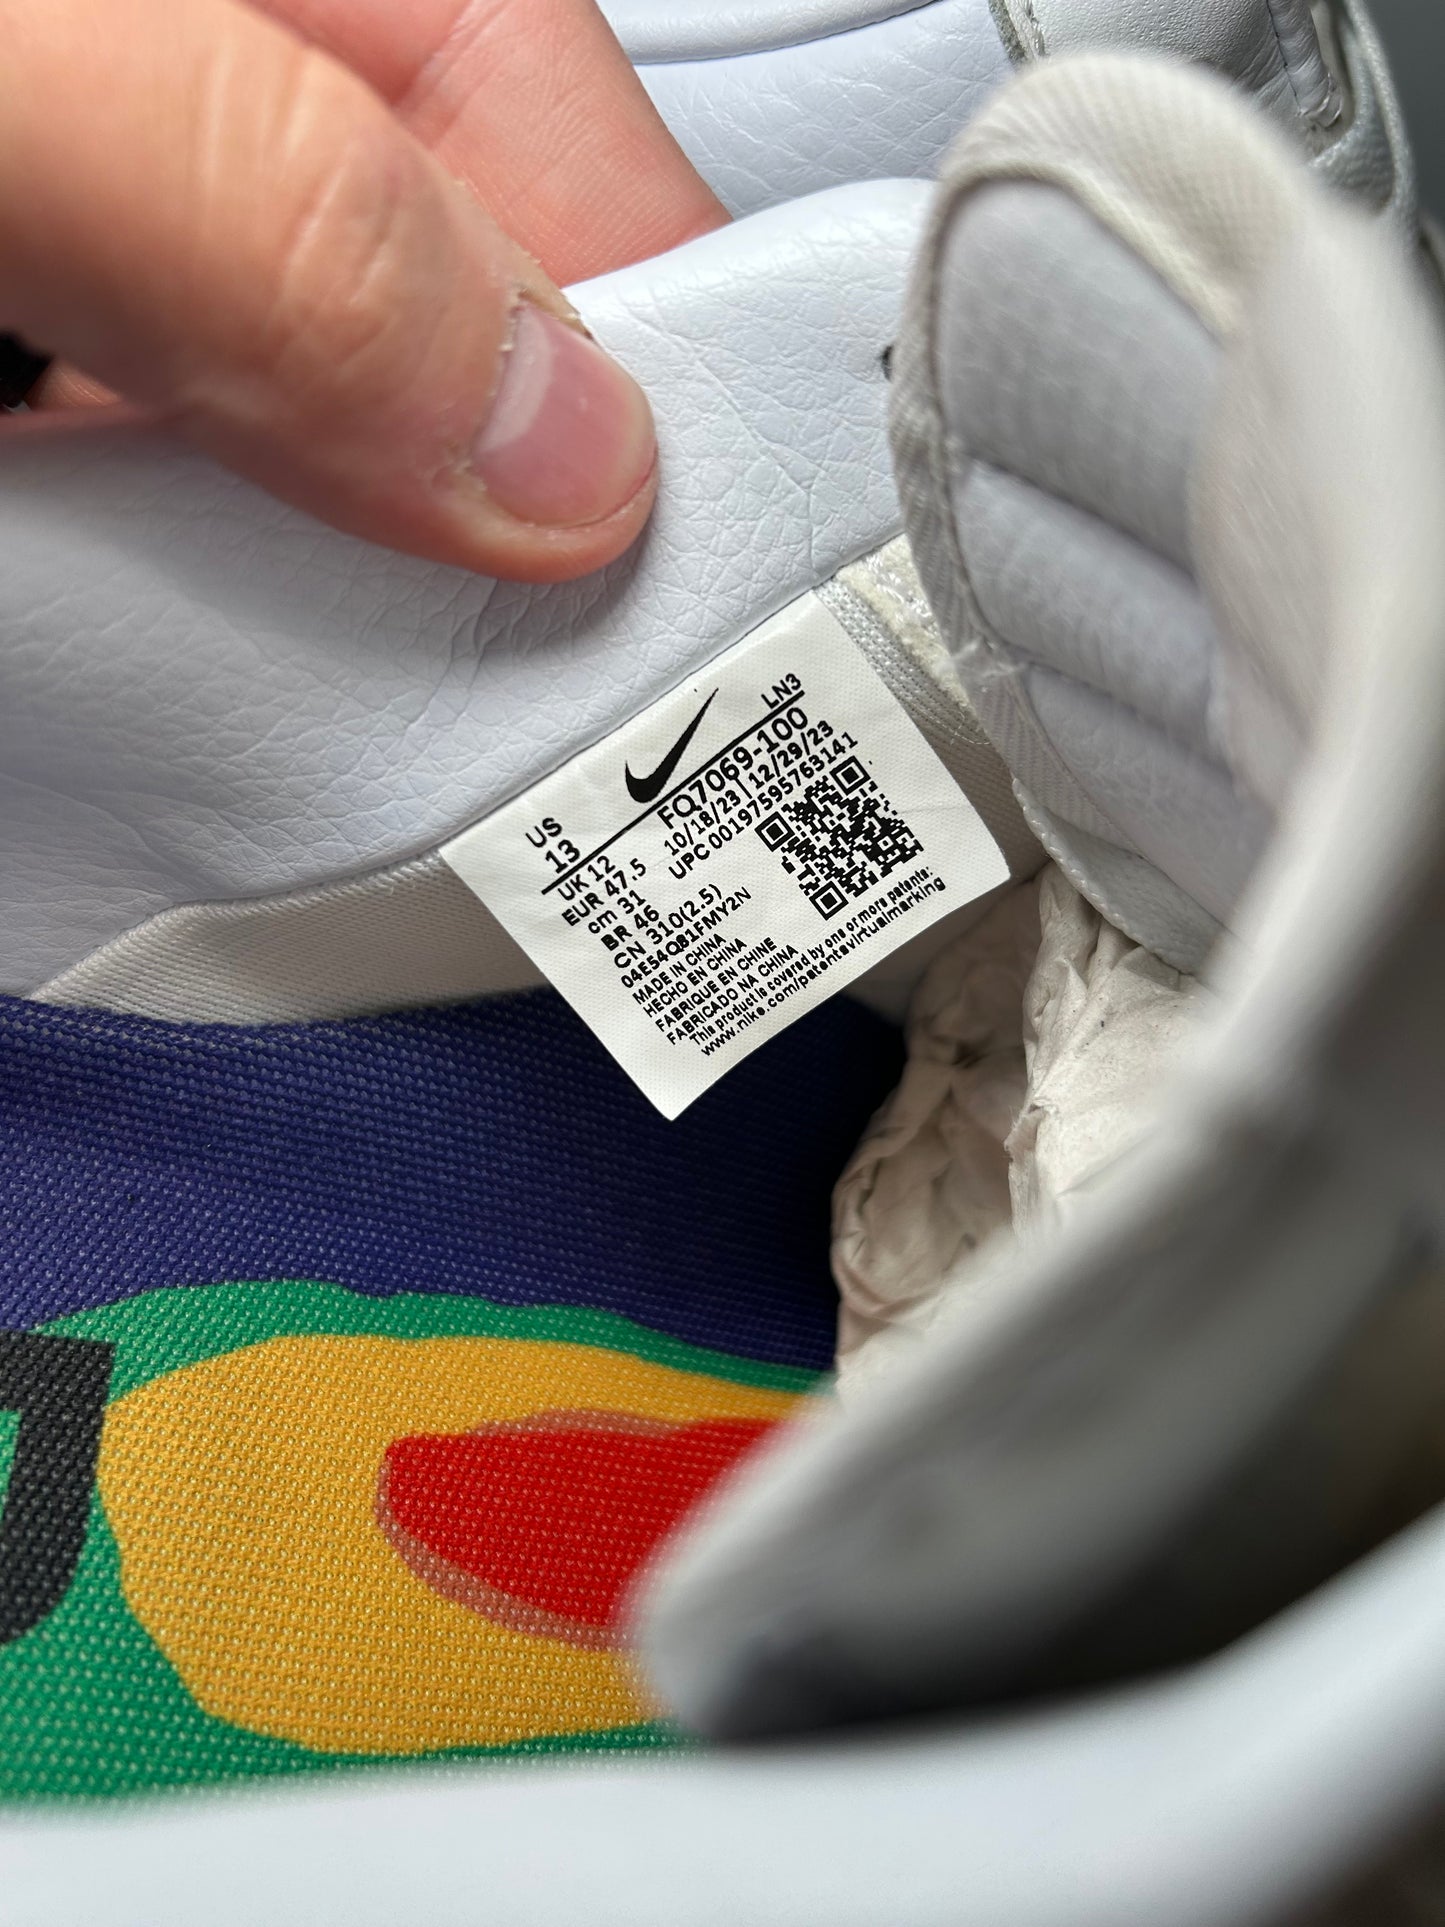 LN3
US
13
FQ7069-100
10/18/23 | 12/29/23
UPC 00197595763141
UK 12
EUR 47.5
cm 31
BR 46
CN 310(2.5)
04E54QB1FMY2N
MADE IN CHINA
HECHO EN CHINA
FABRIQUE EN CHINE
FABRICADO NA CHINA
This product is covered by one or more patents:
www.nike.com/patentsvirtualmarking